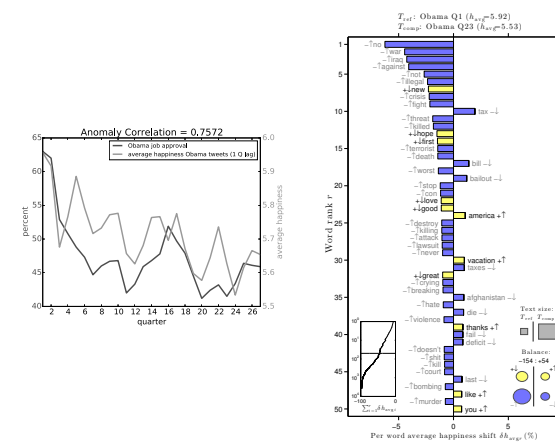 Anomaly Correlation = 0.7572
Obama job approval
average happiness Obama tweets (1 Q lag)
65
60
55
50
45
40
percent
6.0
5.9
5.8
5.7
5.6
5.5
average happiness
2 4 6 8 10 12 14 16 18 20 22 24 26
quarter
T_ref: Obama Q1 (h_avg=5.92)
T_comp: Obama Q23 (h_avg=5.53)
1
5
10
15
20
25
30
35
40
45
50
Word rank r
−↑no
−↑war
−↑iraq
−↑against
−↑not
−↑illegal
+↓new
−↑crisis
−↑fight
tax −↓
−↑threat
−↑killed
+↓hope
+↓first
−↑terrorist
−↑death
bill −↓
−↑worst
bailout −↓
−↑stop
−↑con
+↓love
+↓good
america +↑
−↑destroy
−↑killing
−↑attack
−↑lawsuit
−↑never
vacation +↑
taxes −↓
+↓great
−↑crying
−↑breaking
afghanistan −↓
−↑hate
die −↓
−↑violence
thanks +↑
fail −↓
deficit −↓
−↑doesn't
−↑shit
−↑kill
−↑court
last −↓
−↑bombing
like +↑
−↑murder
you +↑
Text size:
T_ref T_comp
Balance:
−154 : +54
+↓ +↑
−↑ −↓
−100 0
−5 0 5
Per word average happiness shift δh_avg,r (%)